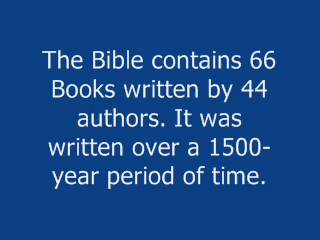 The Bible contains 66
Books written by 44
authors. It was
written over a 1500-
year period of time.